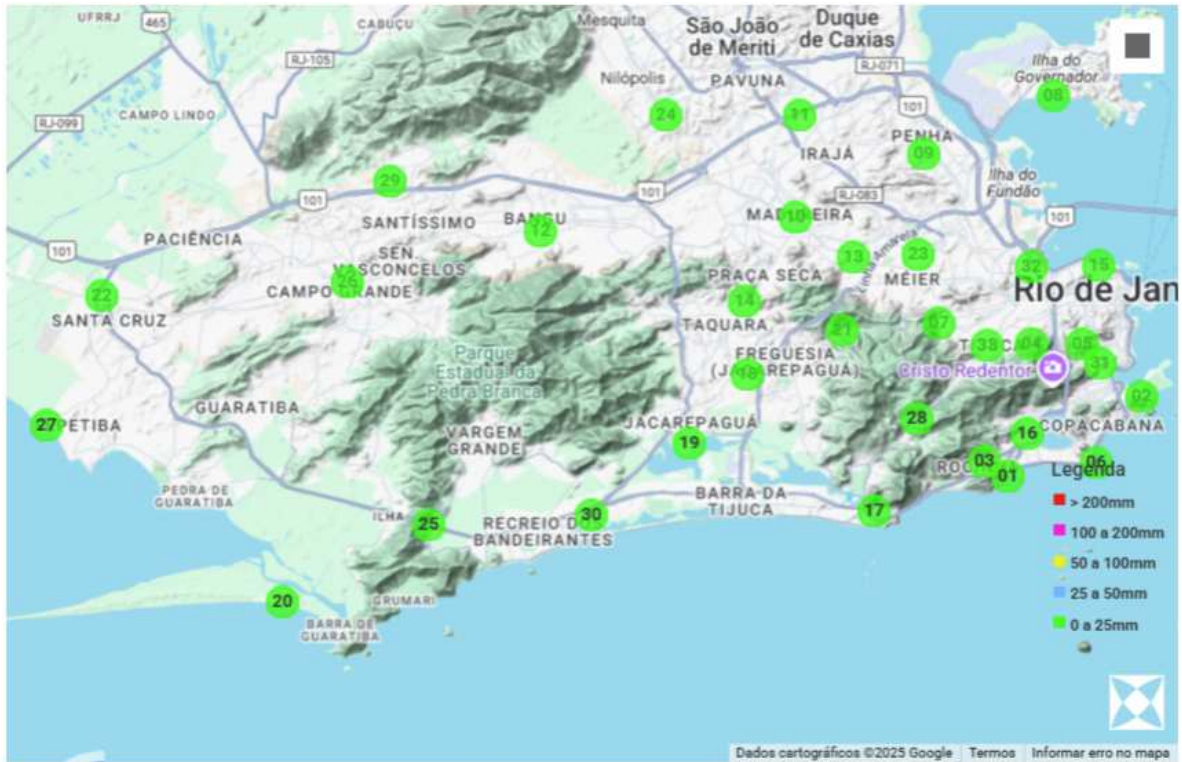 UFRRJ
465
CABUÇU
Mesquita
São João
de Meriti
Duque
de Caxias
RJ-105
Nilópolis
PAVUNA
RJ-071
Ilha do
Governador
08
RJ-099
CAMPO LINDO
24
11
101
PENHA
09
IRAJÁ
Ilha do
Fundão
29
101
101
RJ-083
SANTÍSSIMO
BANGU
12
MADUREIRA
10
101
PACIÊNCIA
101
SEN.
VASCONCELOS
CAMPO GRANDE
26
13
Linha Amarela
23
MÉIER
32
15
PRAÇA SECA
22
SANTA CRUZ
14
TAQUARA
Rio de Jan
21
07
33
04
05
31
Parque
Estadual da
Pedra Branca
FREGUESIA
(JACAREPAGUÁ)
18
Cristo Redentor
02
GUARATIBA
27
PETIBA
VARGEM
GRANDE
JACAREPAGUÁ
19
28
16
COPACABANA
03
01
06
PEDRA DE
GUARATIBA
ILHA
25
RECREIO DOS
BANDEIRANTES
30
BARRA DA
TIJUCA
17
20
GRUMARI
BARRA DE
GUARATIBA
Legenda
> 200mm
100 a 200mm
50 a 100mm
25 a 50mm
0 a 25mm
Dados cartográficos ©2025 Google
Termos
Informar erro no mapa